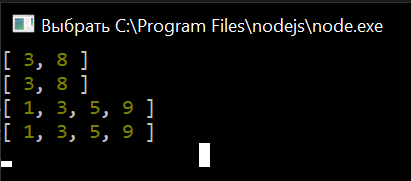 Выбрать C:\Program Files\nodejs\node.exe
[ 3, 8 ]
[ 3, 8 ]
[ 1, 3, 5, 9 ]
[ 1, 3, 5, 9 ]